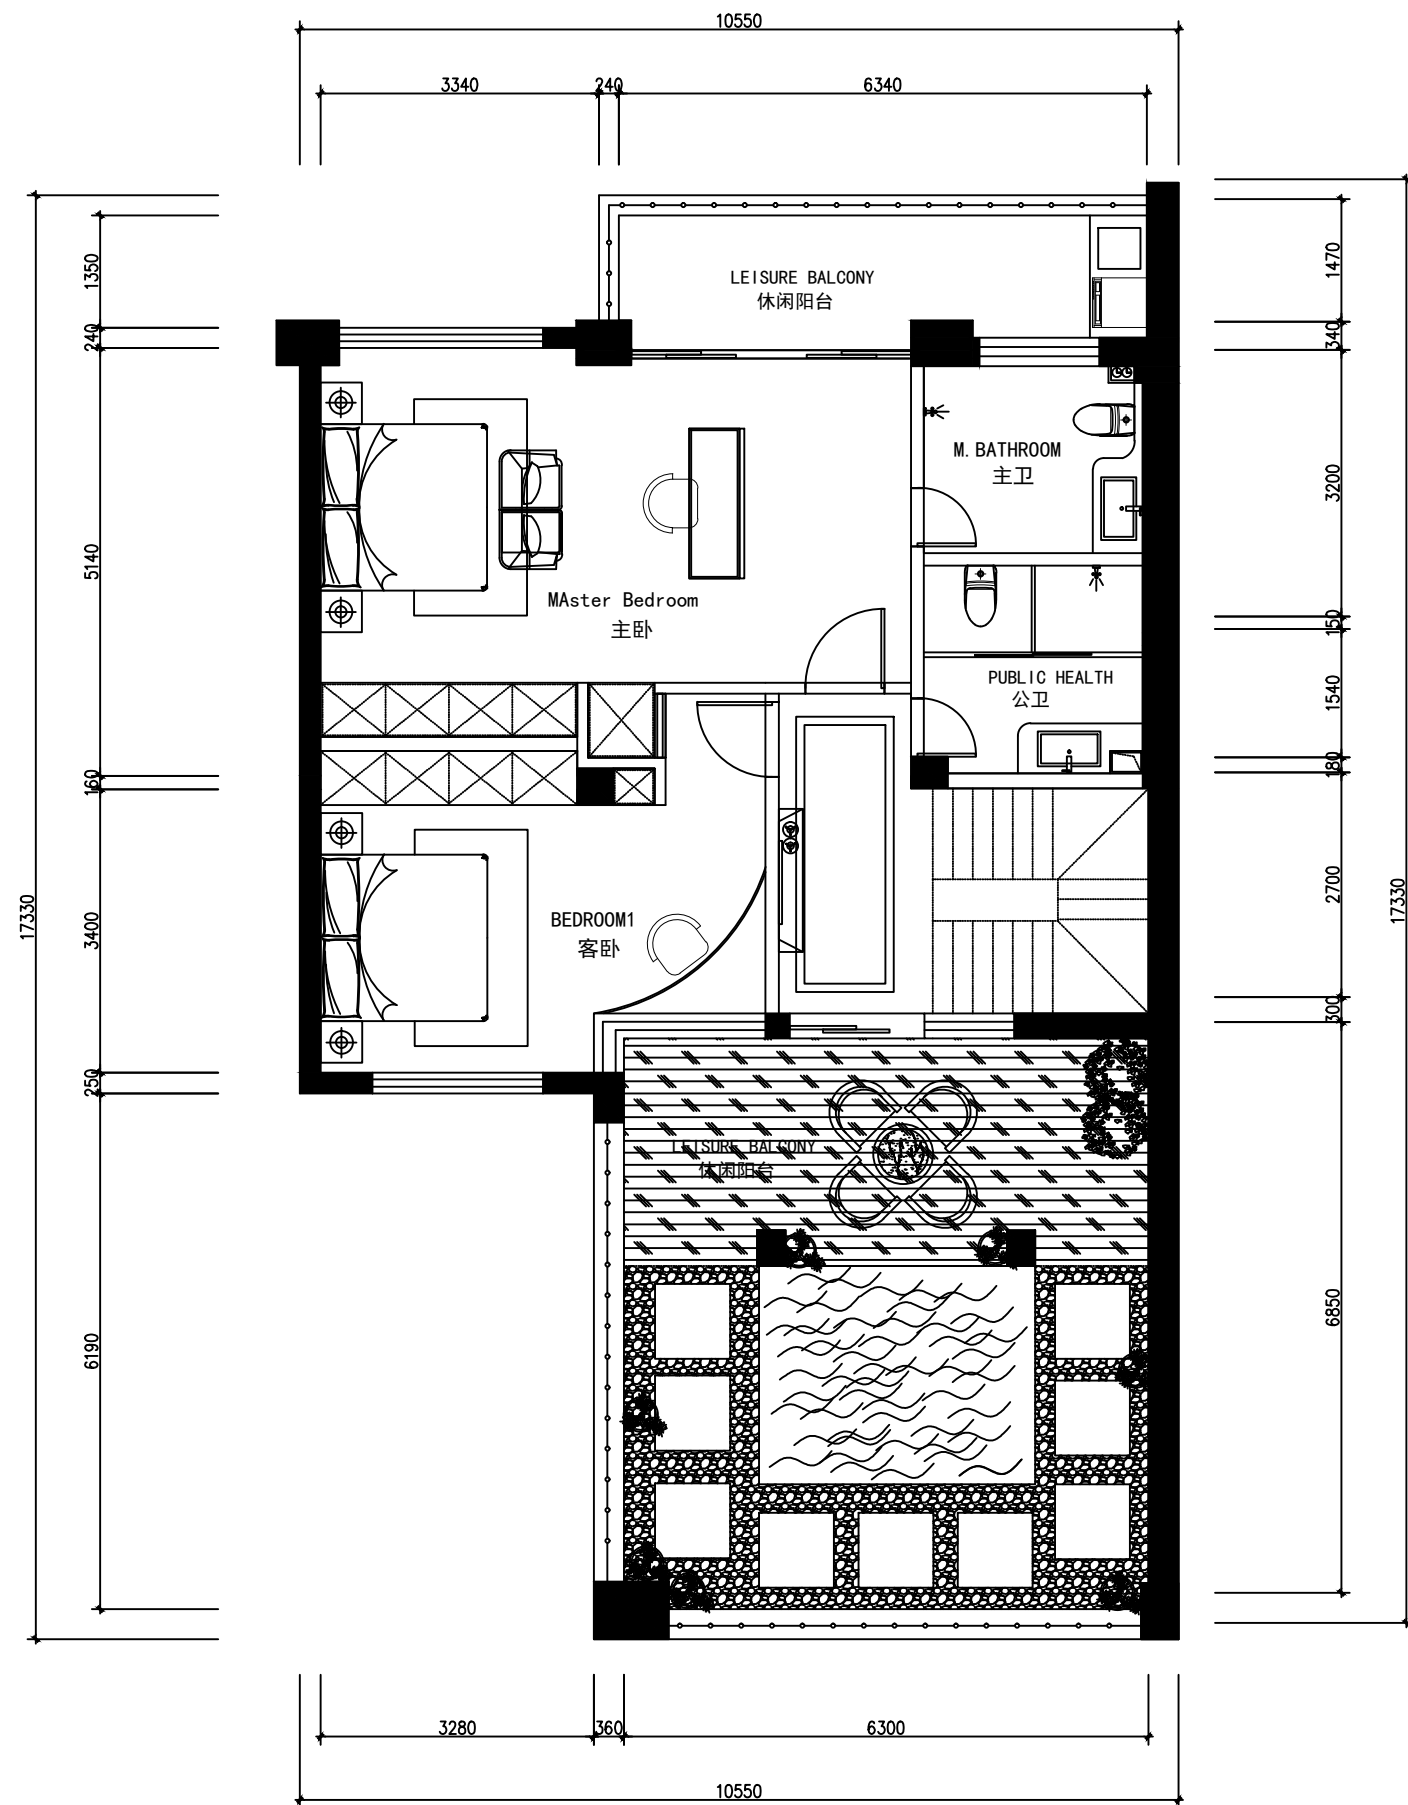 10550
3340
240
6340
1350
240
5140
160
3400
250
6190
17330
1470
340
3200
150
1540
180
2700
300
6850
17330
LEISURE BALCONY
休闲阳台
M.BATHROOM
主卫
MAster Bedroom
主卧
PUBLIC HEALTH
公卫
BEDROOM1
客卧
LEISURE BALCONY
休闲阳台
3280
360
6300
10550